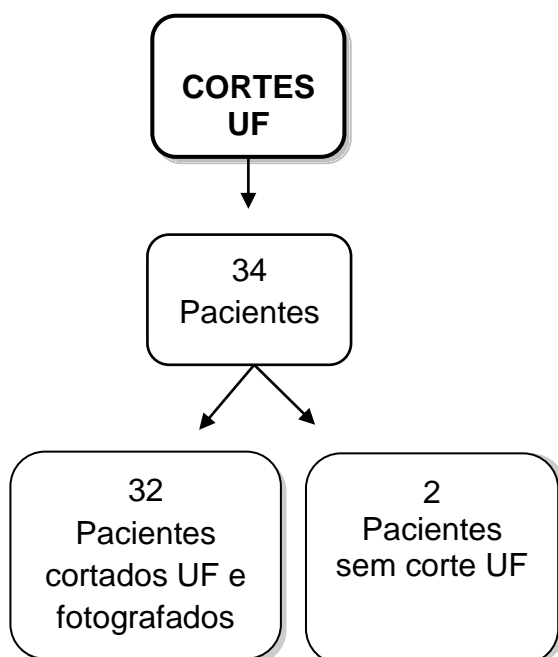 CORTES
UF
34
Pacientes
32
Pacientes
cortados UF e
fotografados
2
Pacientes
sem corte UF